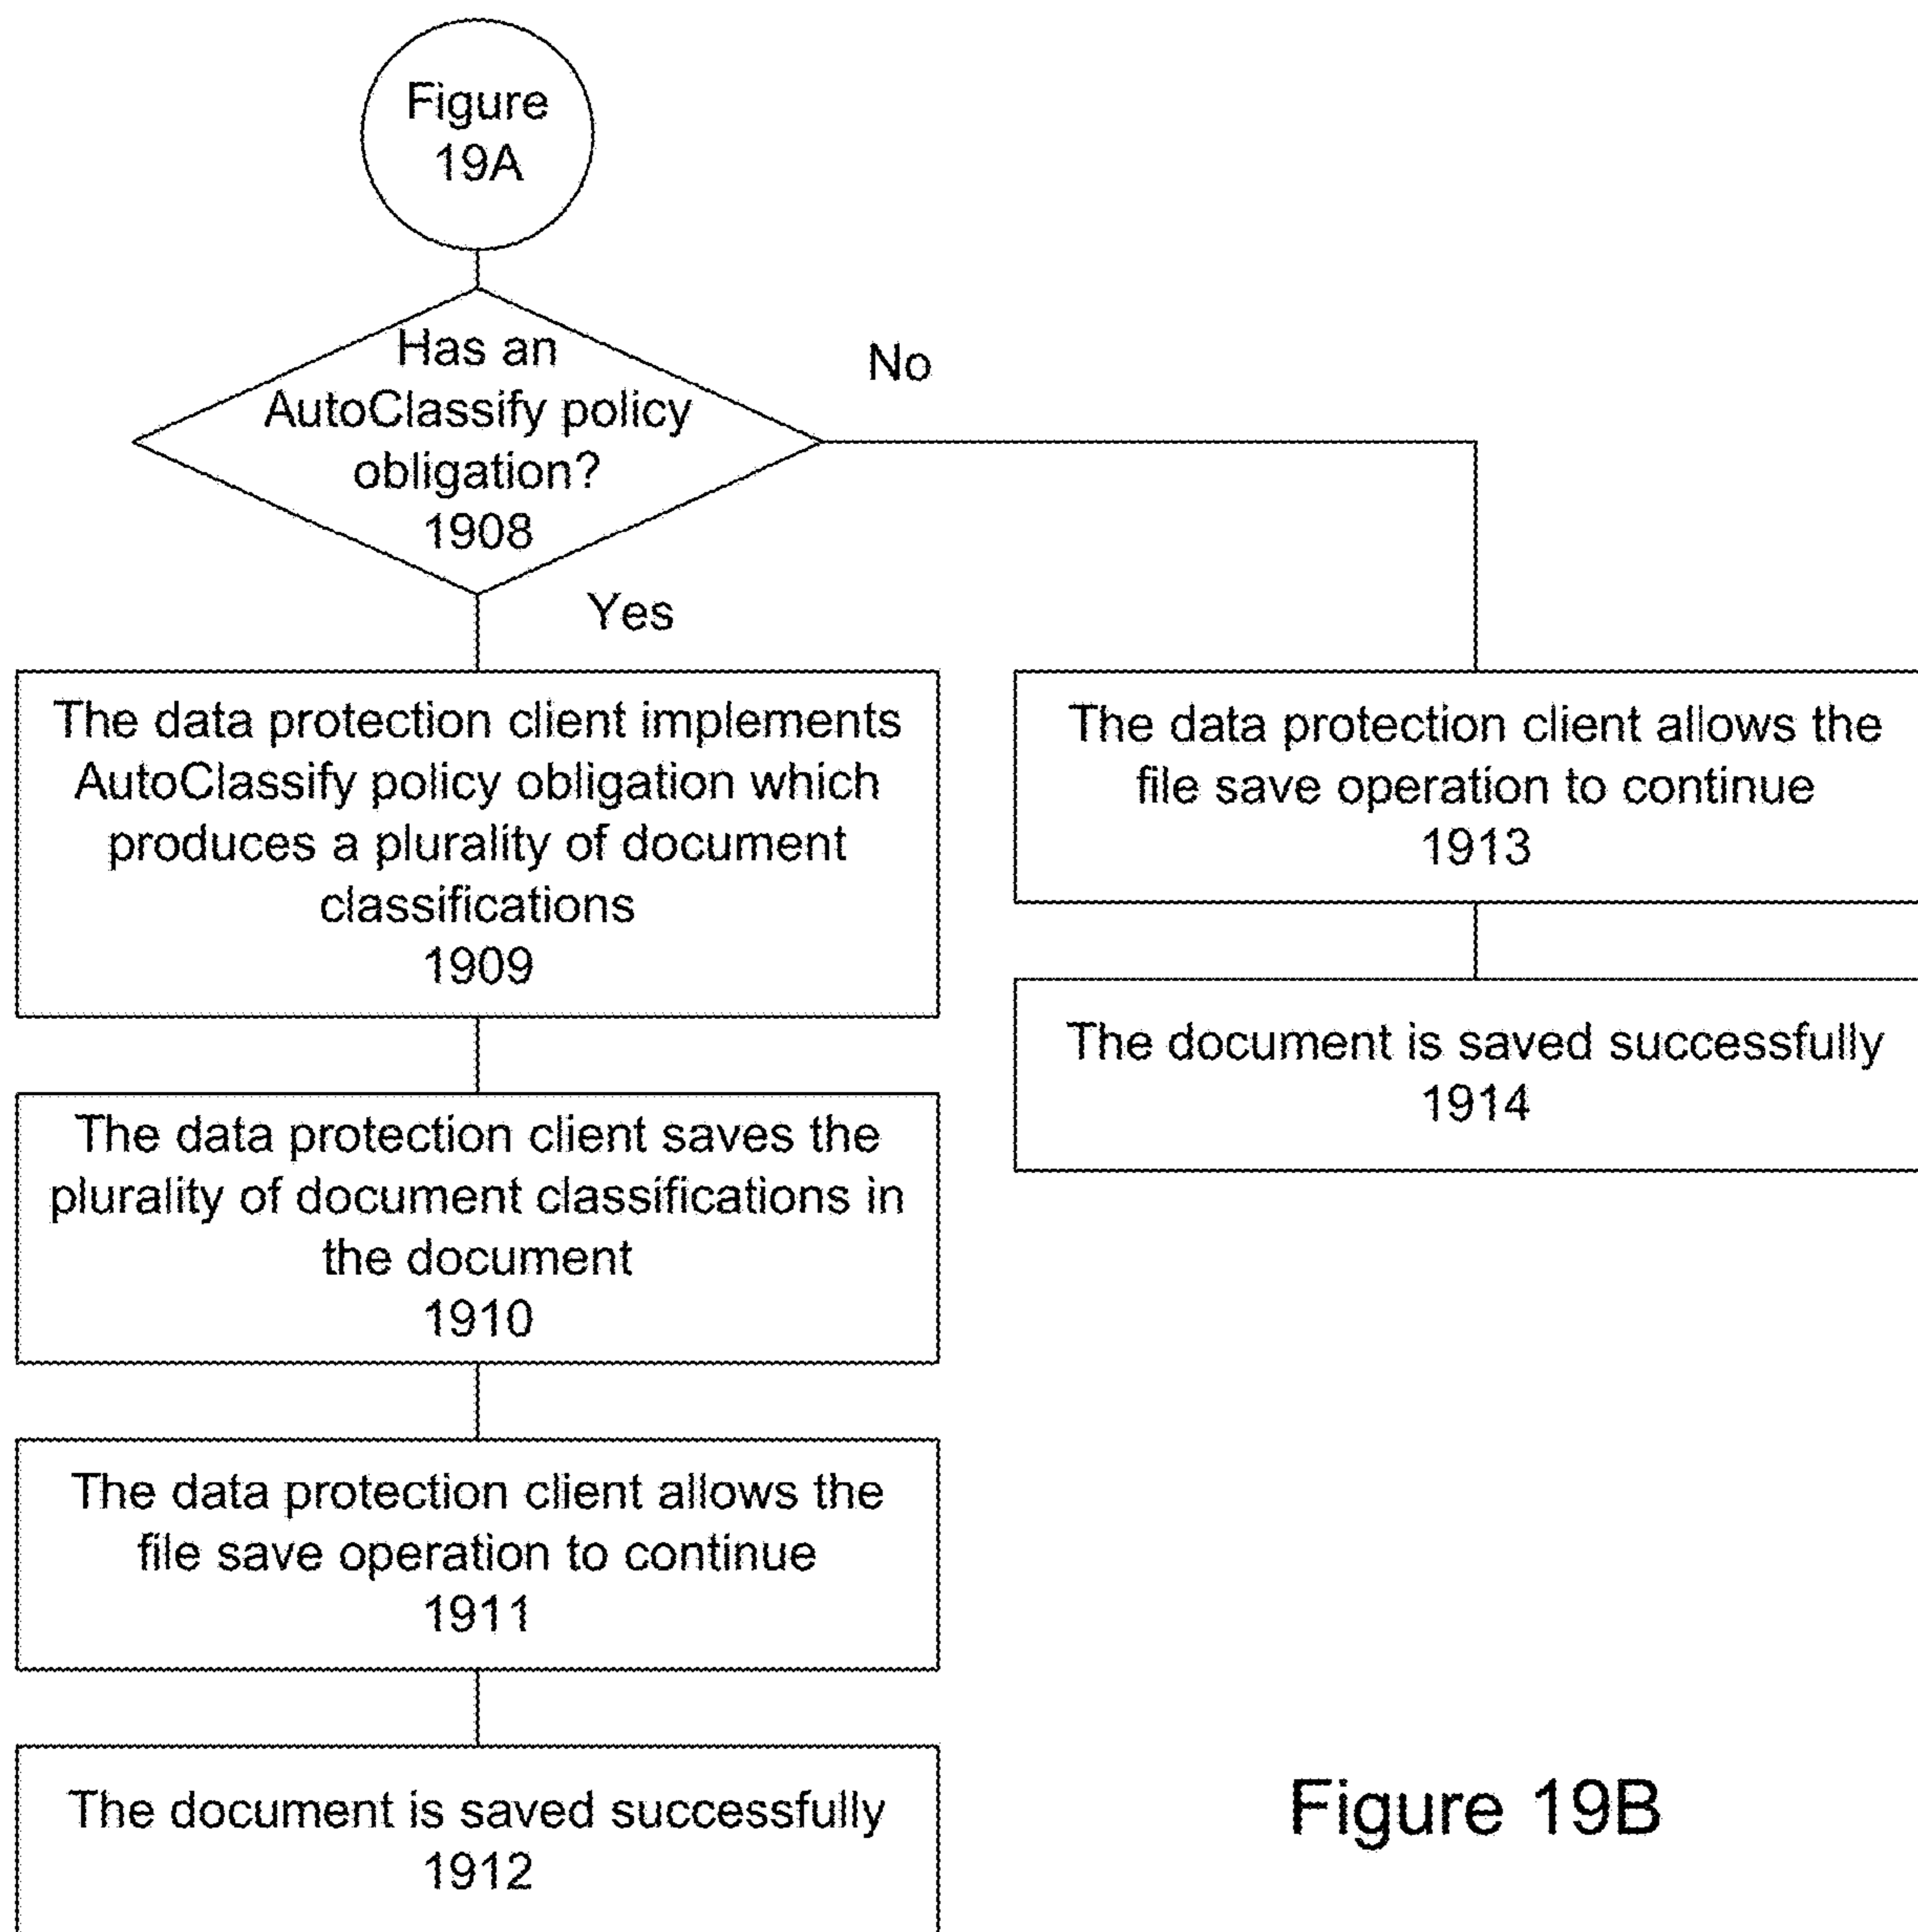 Figure
19A
Has an
AutoClassify policy
obligation?
1908
No
Yes
The data protection client implements
AutoClassify policy obligation which
produces a plurality of document
classifications
1909
The data protection client saves the
plurality of document classifications in
the document
1910
The data protection client allows the
file save operation to continue
1911
The document is saved successfully
1912
The data protection client allows the
file save operation to continue
1913
The document is saved successfully
1914
Figure 19B